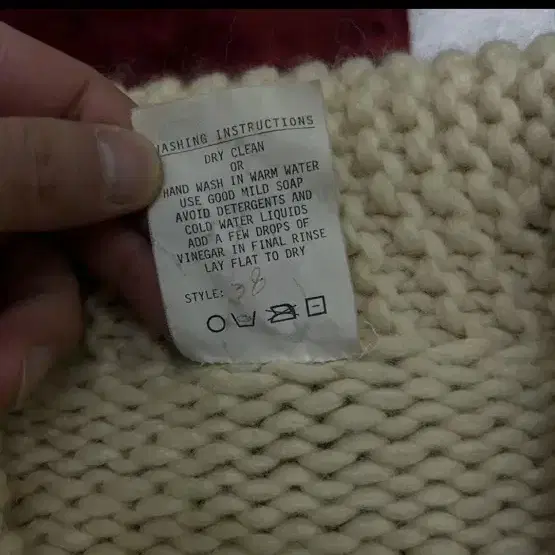 WASHING INSTRUCTIONS
DRY CLEAN
OR
HAND WASH IN WARM WATER
USE GOOD MILD SOAP
AVOID DETERGENTS AND
COLD WATER LIQUIDS
ADD A FEW DROPS OF
VINEGAR IN FINAL RINSE
LAY FLAT TO DRY
STYLE: